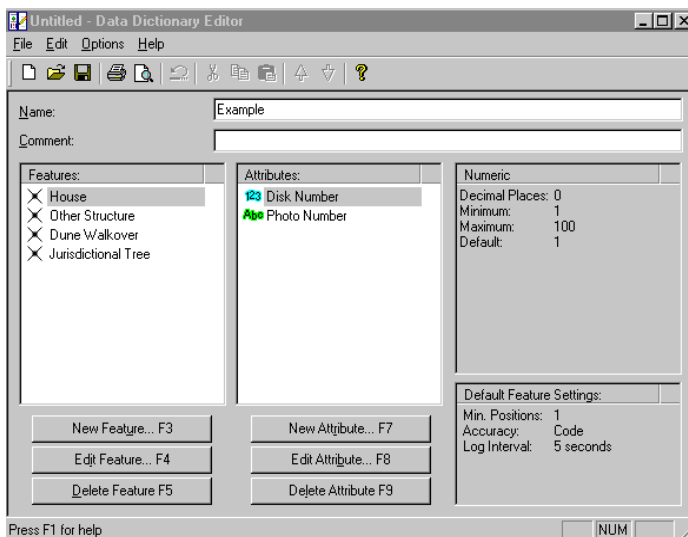 Untitled - Data Dictionary Editor
File Edit Options Help
Name: Example
Comment:
Features:
House
Other Structure
Dune Walkover
Jurisdictional Tree
New Feature... F3
Edit Feature... F4
Delete Feature F5
Attributes:
123 Disk Number
Abc Photo Number
New Attribute... F7
Edit Attribute... F8
Delete Attribute F9
Numeric
Decimal Places: 0
Minimum: 1
Maximum: 100
Default: 1
Default Feature Settings:
Min. Positions: 1
Accuracy: Code
Log Interval: 5 seconds
Press F1 for help
NUM